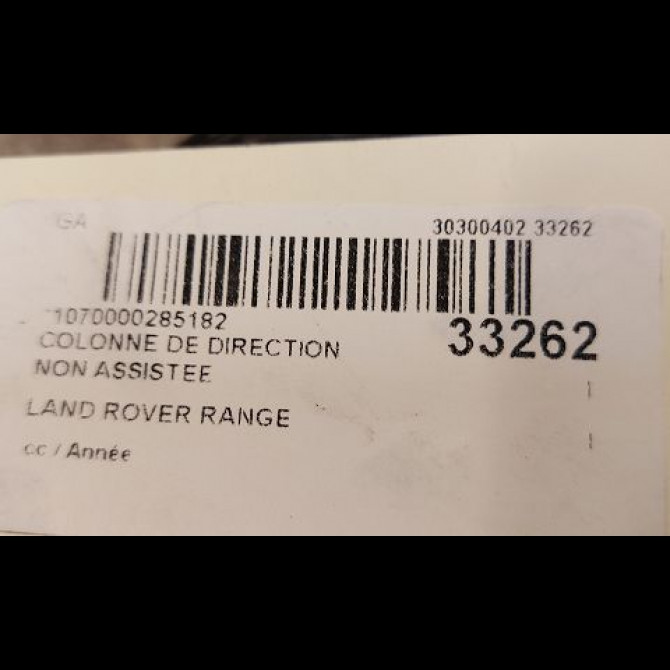 GA
30300402 33262
1070000285182
33262
COLONNE DE DIRECTION
NON ASSISTEE
LAND ROVER RANGE
cc / Année